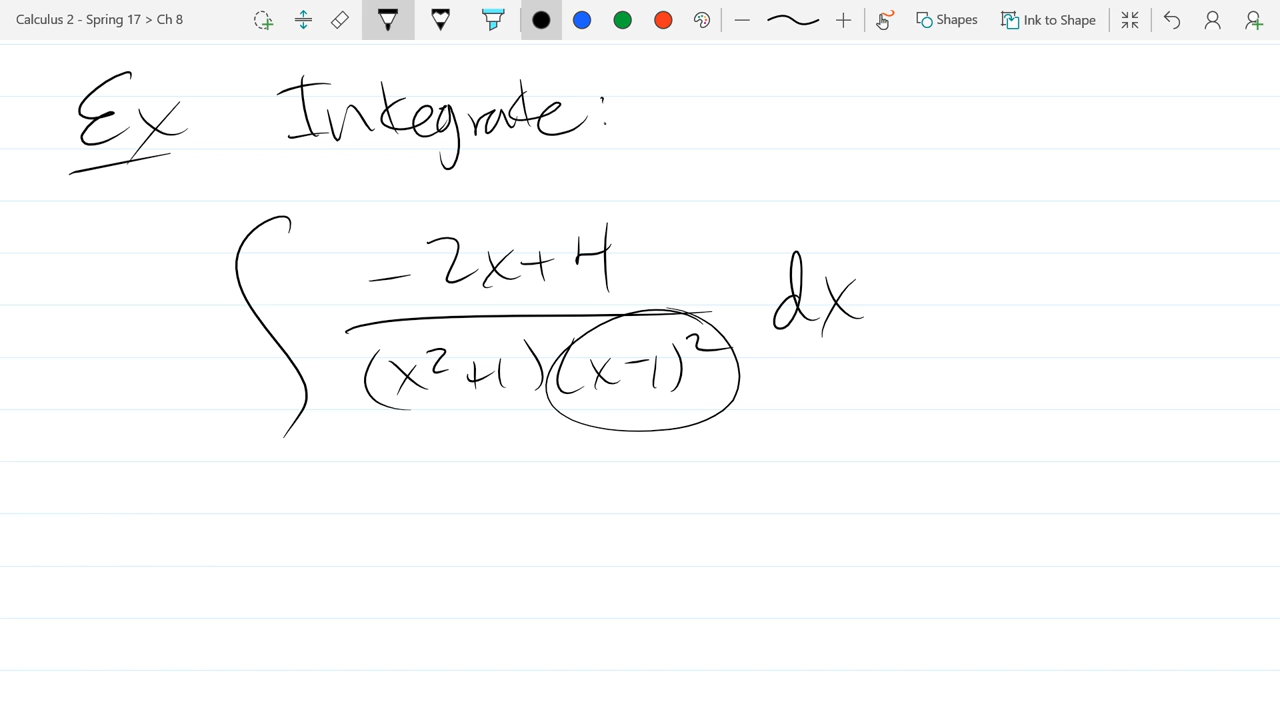 Calculus 2 - Spring 17 > Ch 8 Shapes Ink to Shape
Ex Integrate:
∫ (-2x+4)/((x²+1)(x-1)²) dx